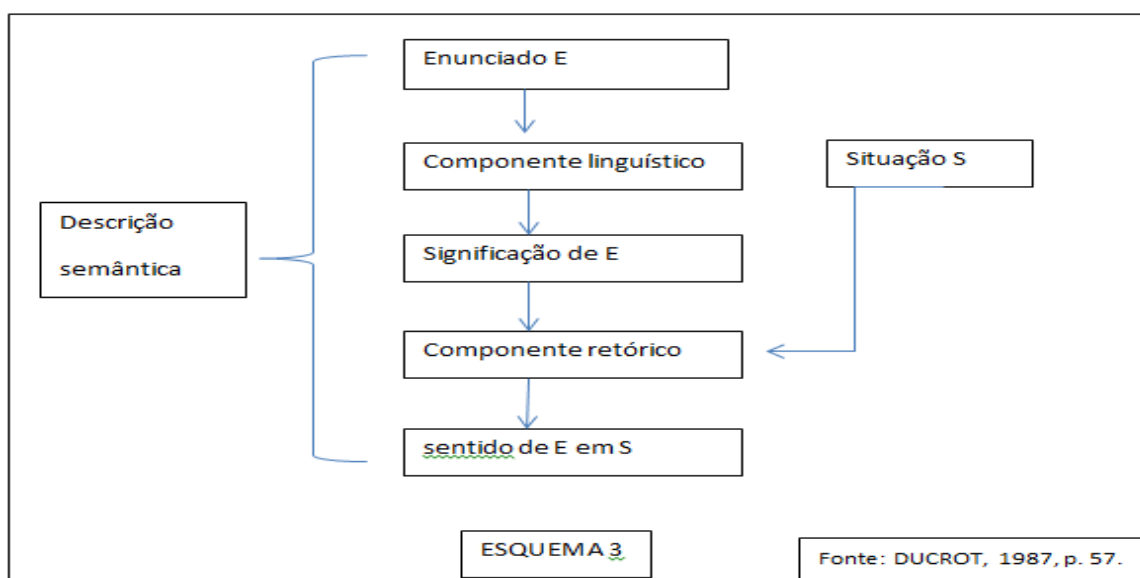 Enunciado E
Componente linguístico
Situação S
Descrição
semântica
Significação de E
Componente retórico
sentido de E em S
ESQUEMA 3
Fonte: DUCROT, 1987, p. 57.